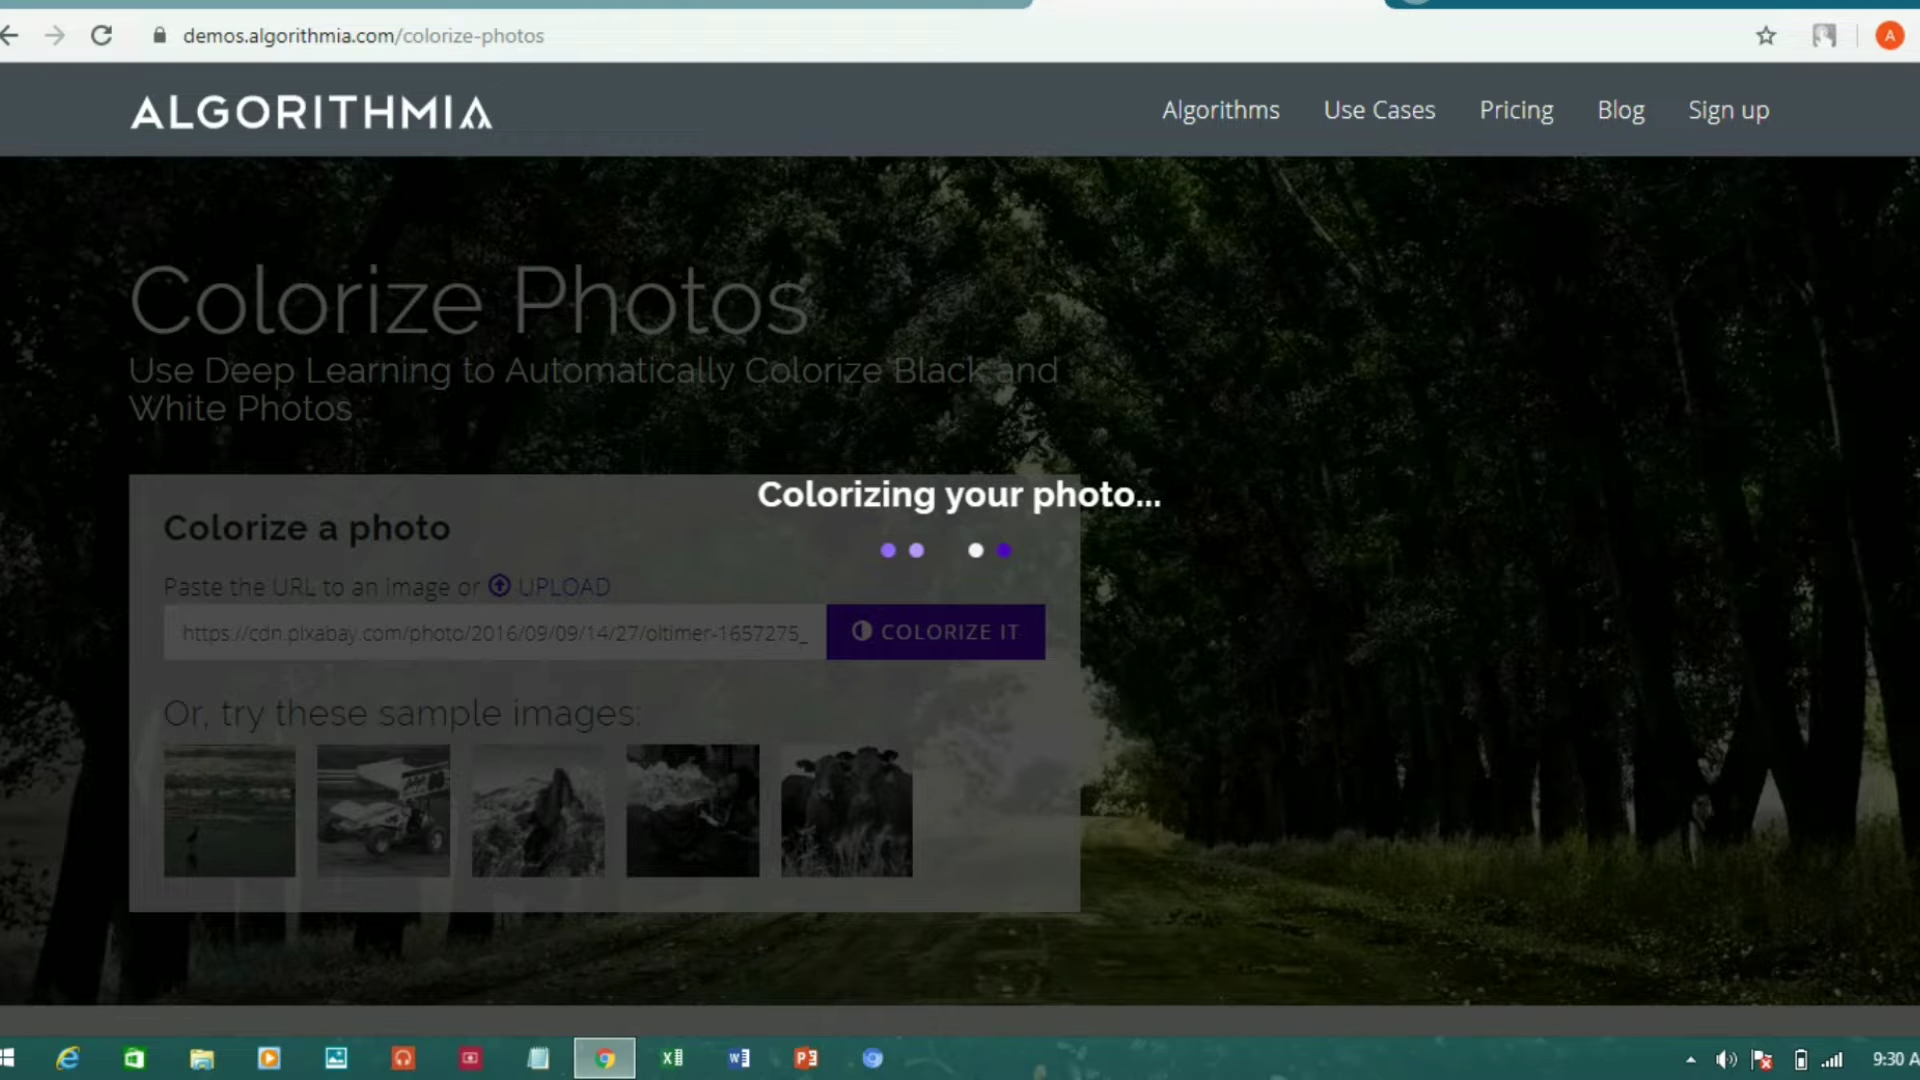 demos.algorithmia.com/colorize-photos
A
ALGORITHMIA
Algorithms Use Cases Pricing Blog Sign up
Colorize Photos
Use Deep Learning to Automatically Colorize Black and
White Photos
Colorizing your photo...
Colorize a photo
Paste the URL to an image or UPLOAD
https://cdn.pixabay.com/photo/2016/09/09/14/27/oltimer-1657275_
COLORIZE IT
Or, try these sample images:
9:30 A